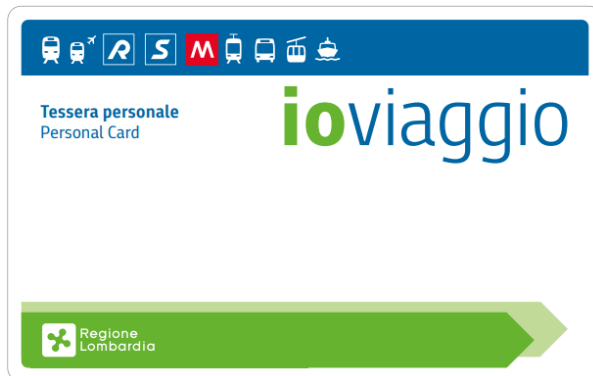 R S M
Tessera personale
Personal Card
ioviaggio
Regione
Lombardia